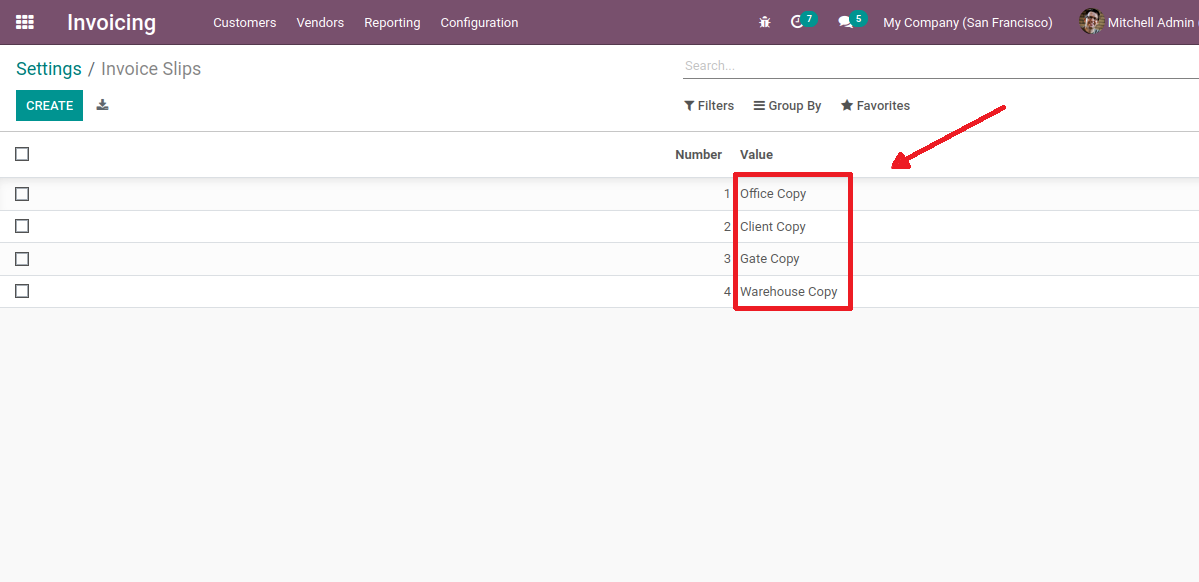 Invoicing Customers Vendors Reporting Configuration 7 5 My Company (San Francisco) Mitchell Admin (
Settings / Invoice Slips
Search...
CREATE
Filters Group By Favorites
Number Value
1 Office Copy
2 Client Copy
3 Gate Copy
4 Warehouse Copy